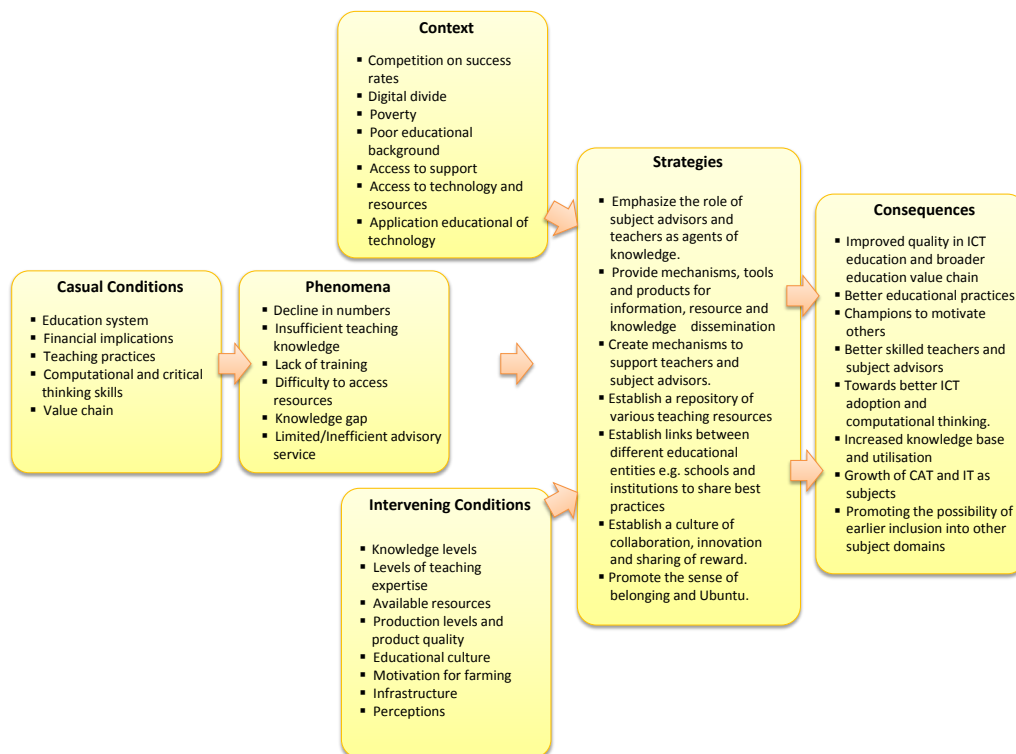 Context
▪ Competition on success
rates
▪ Digital divide
▪ Poverty
▪ Poor educational
background
▪ Access to support
▪ Access to technology and
resources
▪ Application educational of
technology
Casual Conditions
▪ Education system
▪ Financial implications
▪ Teaching practices
▪ Computational and critical
thinking skills
▪ Value chain
Phenomena
▪ Decline in numbers
▪ Insufficient teaching
knowledge
▪ Lack of training
▪ Difficulty to access
resources
▪ Knowledge gap
▪ Limited/Inefficient advisory
service
Intervening Conditions
▪ Knowledge levels
▪ Levels of teaching
expertise
▪ Available resources
▪ Production levels and
product quality
▪ Educational culture
▪ Motivation for farming
▪ Infrastructure
▪ Perceptions
Strategies
▪ Emphasize the role of
subject advisors and
teachers as agents of
knowledge.
▪ Provide mechanisms, tools
and products for
information, resource and
knowledge dissemination
▪ Create mechanisms to
support teachers and
subject advisors.
▪ Establish a repository of
various teaching resources
▪ Establish links between
different educational
entities e.g. schools and
institutions to share best
practices
▪ Establish a culture of
collaboration, innovation
and sharing of reward.
▪ Promote the sense of
belonging and Ubuntu.
Consequences
▪ Improved quality in ICT
education and broader
education value chain
▪ Better educational practices
▪ Champions to motivate
others
▪ Better skilled teachers and
subject advisors
▪ Towards better ICT
adoption and
computational thinking.
▪ Increased knowledge base
and utilisation
▪ Growth of CAT and IT as
subjects
▪ Promoting the possibility of
earlier inclusion into other
subject domains